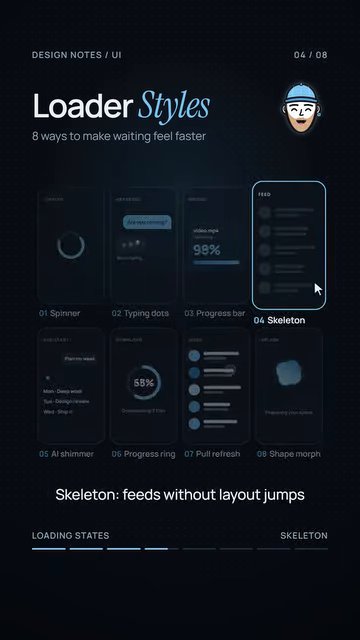 DESIGN NOTES / UI
04 / 08
Loader Styles
8 ways to make waiting feel faster
FEED
video.mp4
98%
01 Spinner
02 Typing dots
03 Progress bar
04 Skeleton
Plan my week
Mon · Deep work
Tue · Design review
Wed · Ship it
55%
05 AI shimmer
06 Progress ring
07 Pull refresh
08 Shape morph
Skeleton: feeds without layout jumps
LOADING STATES
SKELETON